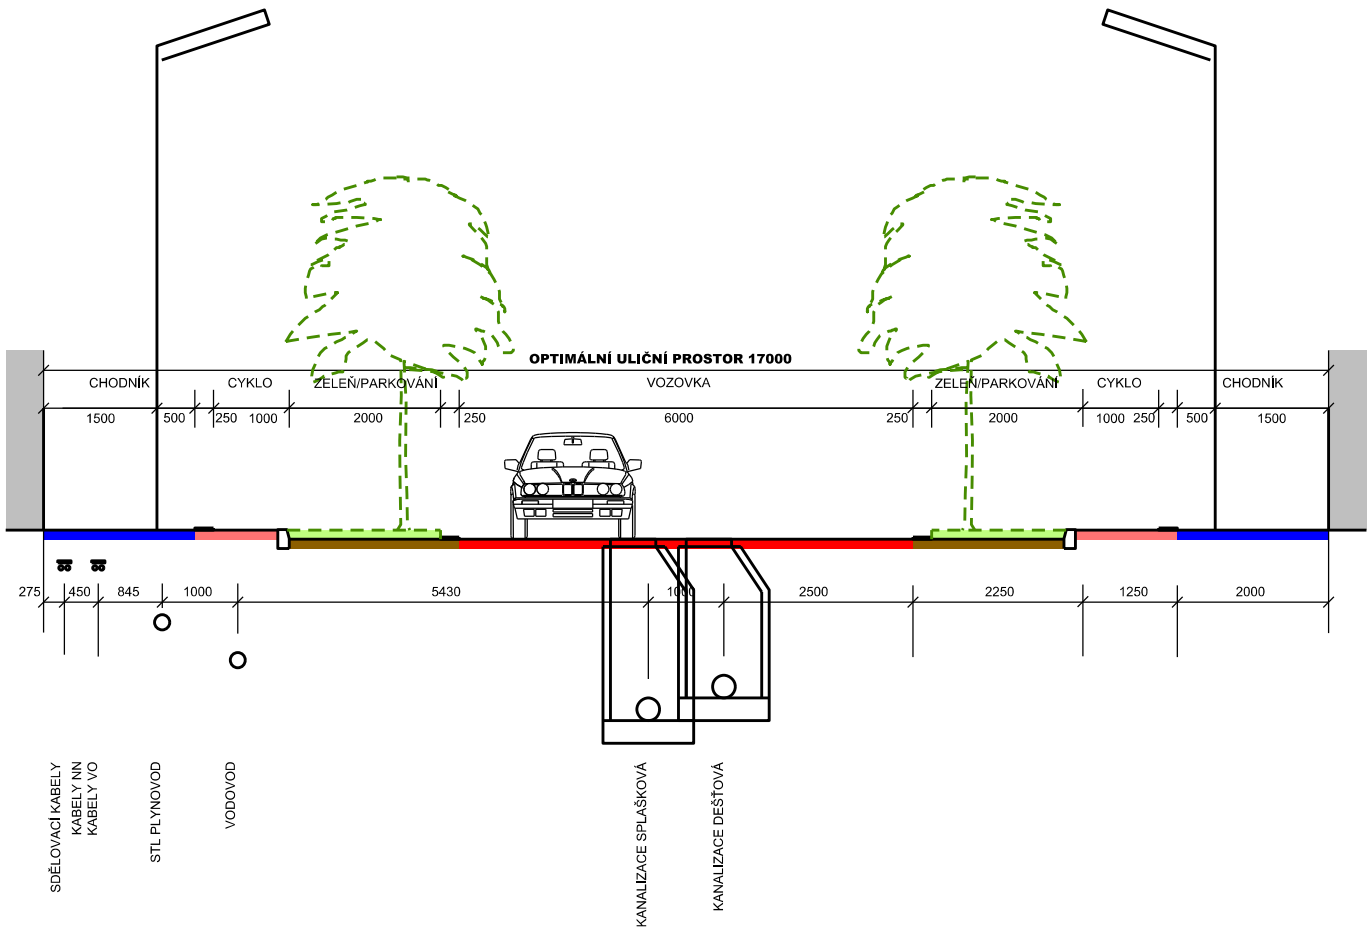 OPTIMÁLNÍ ULIČNÍ PROSTOR 17000
CHODNÍK CYKLO ZELEŇ/PARKOVÁNÍ VOZOVKA ZELEŇ/PARKOVÁNÍ CYKLO CHODNÍK
1500 500 250 1000 2000 250 6000 250 2000 1000 250 500 1500
275 450 845 1000 5430 1000 2500 2250 1250 2000
SDĚLOVACÍ KABELY
KABELY NN
KABELY VO
STL PLYNOVOD
VODOVOD
KANALIZACE SPLAŠKOVÁ
KANALIZACE DEŠŤOVÁ